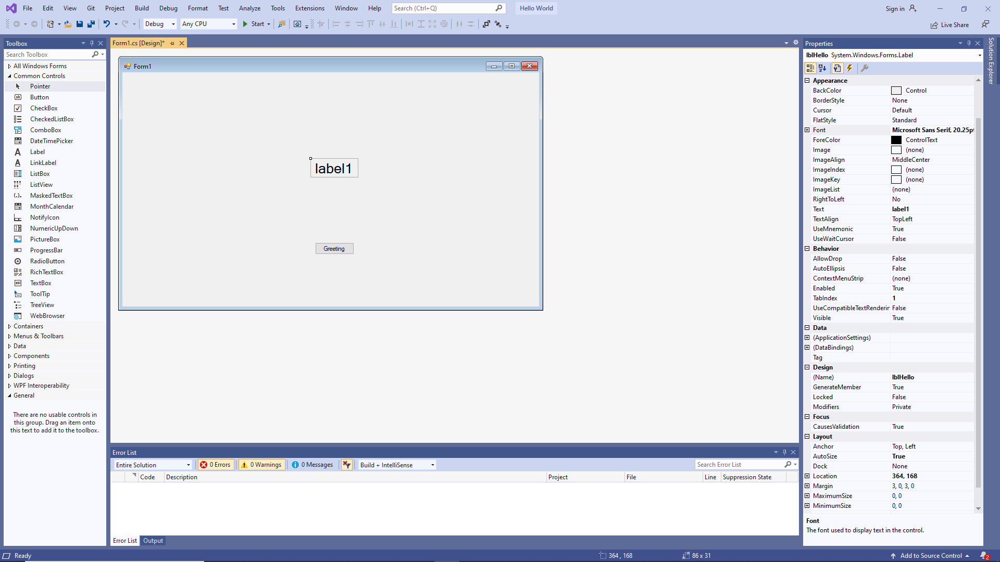 File Edit View Git Project Build Debug Format Test Analyze Tools Extensions Window Help Search (Ctrl+Q) Hello World Sign in
Debug Any CPU Start Live Share
Toolbox
Search Toolbox
All Windows Forms
Common Controls
Pointer
Button
CheckBox
CheckedListBox
ComboBox
DateTimePicker
Label
LinkLabel
ListBox
ListView
MaskedTextBox
MonthCalendar
NotifyIcon
NumericUpDown
PictureBox
ProgressBar
RadioButton
RichTextBox
TextBox
ToolTip
TreeView
WebBrowser
Containers
Menus & Toolbars
Data
Components
Printing
Dialogs
WPF Interoperability
General
There are no usable controls in
this group. Drag an item onto
this text to add it to the toolbox.
Form1.cs [Design]*
Form1
label1
Greeting
Error List
Entire Solution 0 Errors 0 Warnings 0 Messages Build + IntelliSense Search Error List
Code Description Project File Line Suppression State
Error List Output
Properties
lblHello System.Windows.Forms.Label
Appearance
BackColor Control
BorderStyle None
Cursor Default
FlatStyle Standard
Font Microsoft Sans Serif, 20.25pt
ForeColor ControlText
Image (none)
ImageAlign MiddleCenter
ImageIndex (none)
ImageKey (none)
ImageList (none)
RightToLeft No
Text label1
TextAlign TopLeft
UseMnemonic True
UseWaitCursor False
Behavior
AllowDrop False
AutoEllipsis False
ContextMenuStrip (none)
Enabled True
TabIndex 1
UseCompatibleTextRenderin False
Visible True
Data
(ApplicationSettings)
(DataBindings)
Tag
Design
(Name) lblHello
GenerateMember True
Locked False
Modifiers Private
Focus
CausesValidation True
Layout
Anchor Top, Left
AutoSize True
Dock None
Location 364, 168
Margin 3, 0, 3, 0
MaximumSize 0, 0
MinimumSize 0, 0
Font
The font used to display text in the control.
Solution Explorer
Ready 364 , 168 86 x 31 Add to Source Control 2